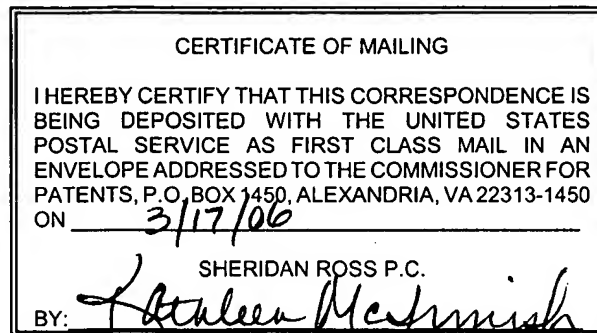 CERTIFICATE OF MAILING
I HEREBY CERTIFY THAT THIS CORRESPONDENCE IS
BEING DEPOSITED WITH THE UNITED STATES
POSTAL SERVICE AS FIRST CLASS MAIL IN AN
ENVELOPE ADDRESSED TO THE COMMISSIONER FOR
PATENTS, P.O. BOX 1450, ALEXANDRIA, VA 22313-1450
ON 3/17/06
SHERIDAN ROSS P.C.
BY: Kathleen